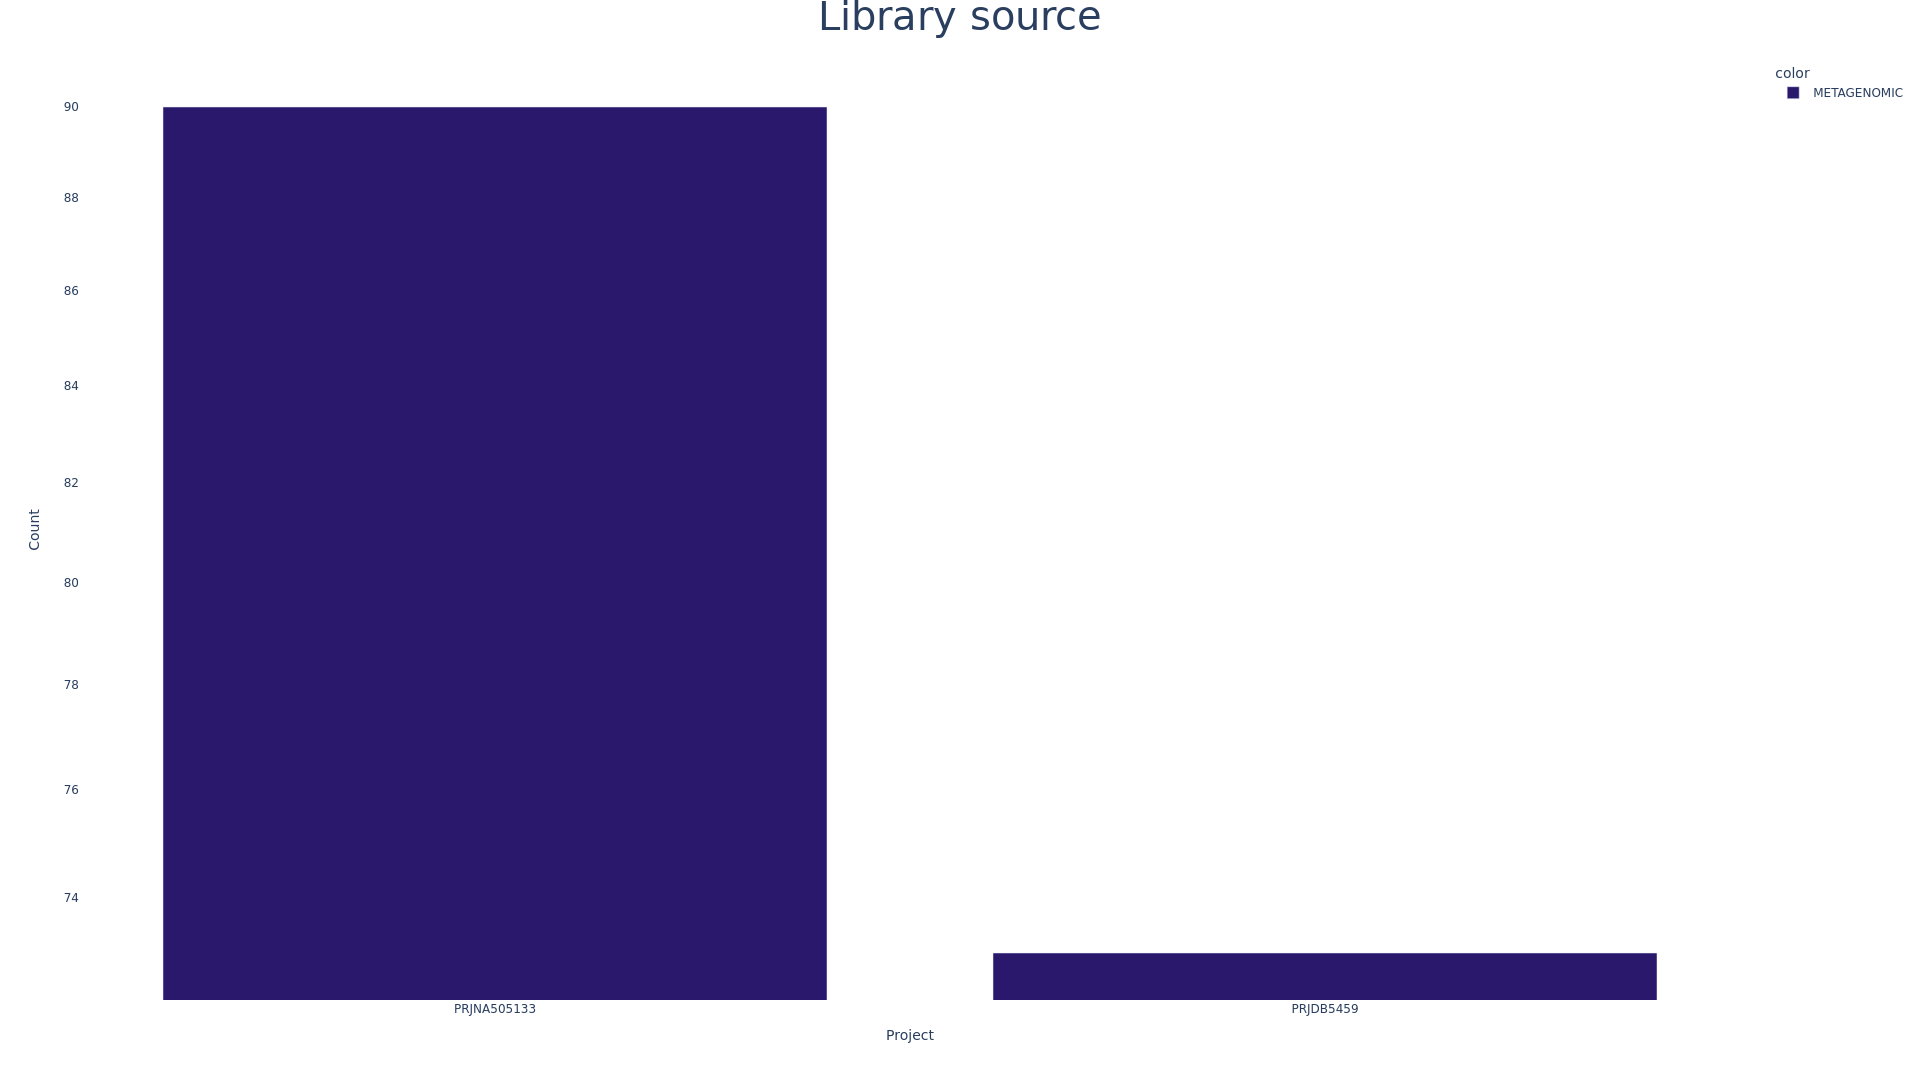 Library source
color
METAGENOMIC
90
88
86
84
82
80
78
76
74
Count
PRJNA505133
PRJDB5459
Project